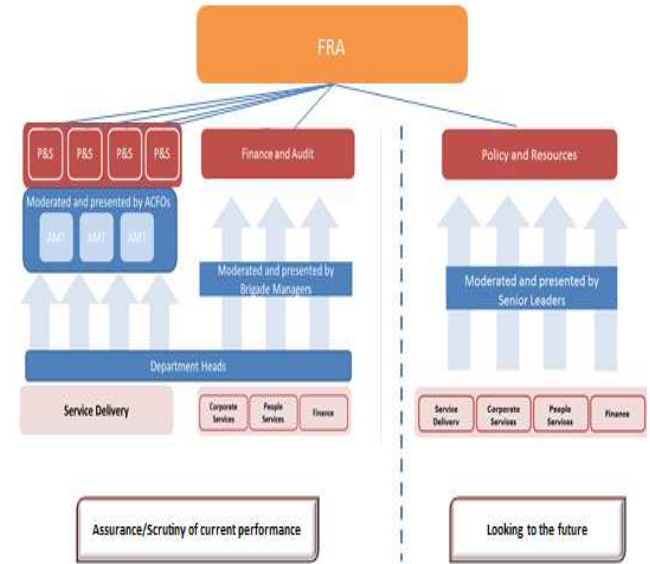 FRA
P&S
P&S
P&S
P&S
Finance and Audit
Policy and Resources
Moderated and presented by ACFOs
AMT
AMT
AMT
Moderated and presented by
Brigade Managers
Moderated and presented by
Senior Leaders
Department Heads
Service Delivery
Corporate
Services
People
Services
Finance
Service
Delivery
Corporate
Services
People
Services
Finance
Assurance/Scrutiny of current performance
Looking to the future